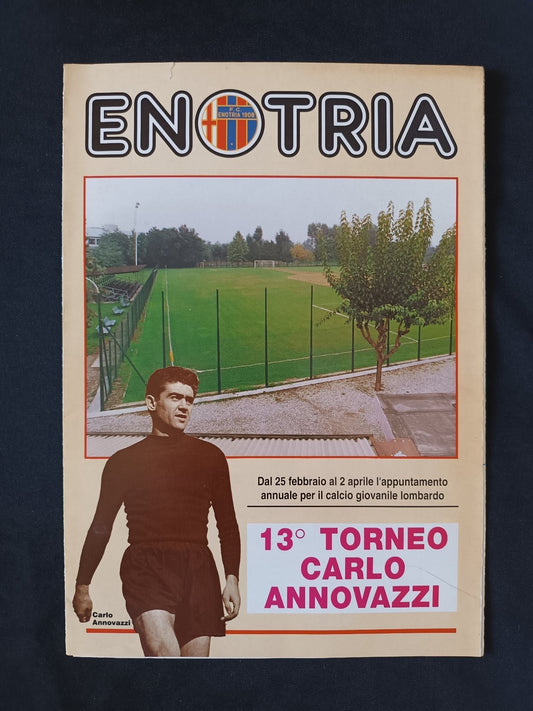 ENOTRIA
F.C.
ENOTRIA 1908
Dal 25 febbraio al 2 aprile l'appuntamento
annuale per il calcio giovanile lombardo
13° TORNEO
CARLO
ANNOVAZZI
Carlo
Annovazzi